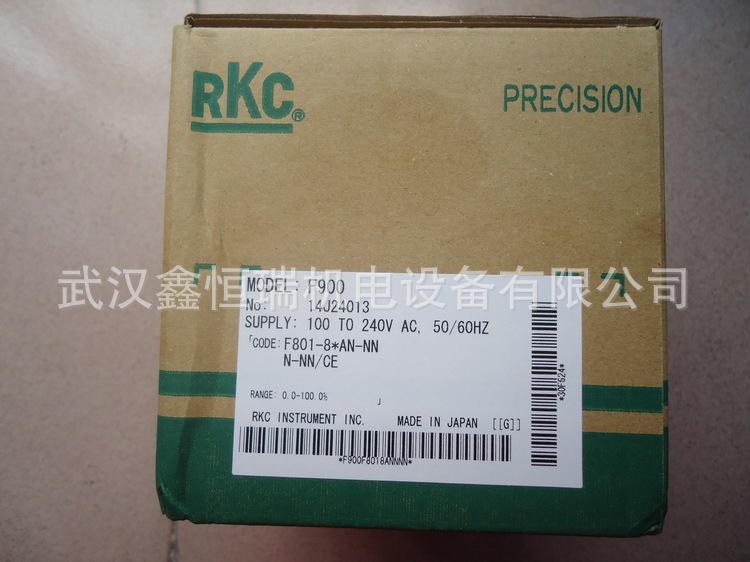 RKC®
PRECISION
武汉鑫恒瑞机电设备有限公司
MODEL: F900
No: 14J24013
SUPPLY: 100 TO 240V AC, 50/60HZ
「CODE: F801-8*AN-NN
N-NN/CE
RANGE: 0.0-100.0% 」
RKC INSTRUMENT INC. MADE IN JAPAN [[G]]
*F900F8018ANNNN*
*30F624*